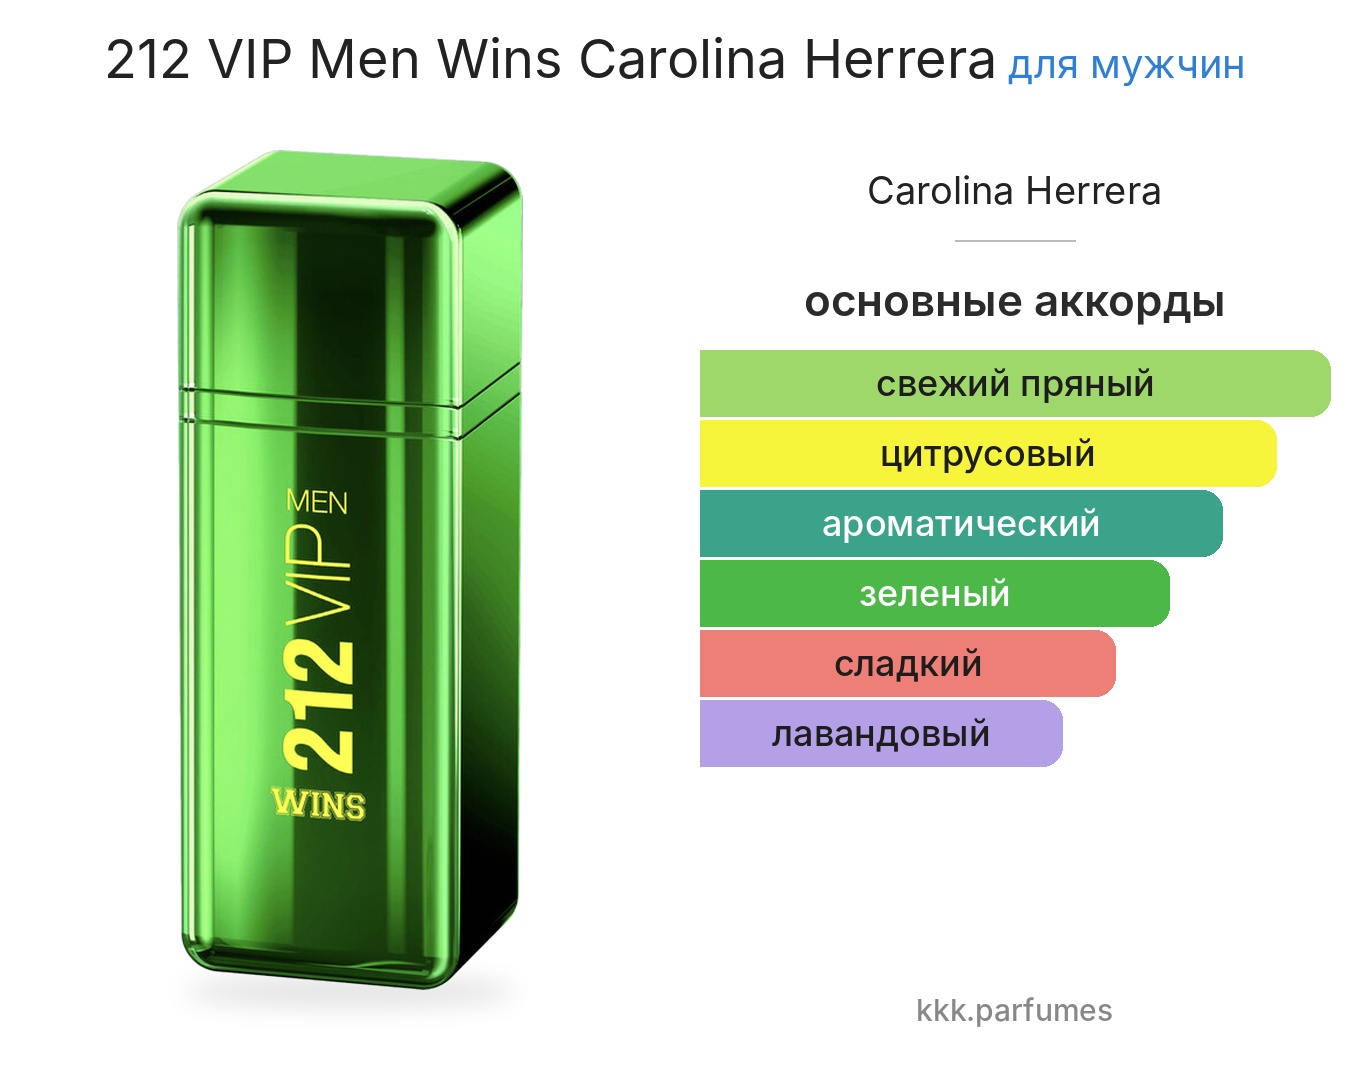 212 VIP Men Wins Carolina Herrera для мужчин
Carolina Herrera
основные аккорды
свежий пряный
цитрусовый
ароматический
зеленый
сладкий
лавандовый
MEN
212 VIP
WINS
kkk.parfumes